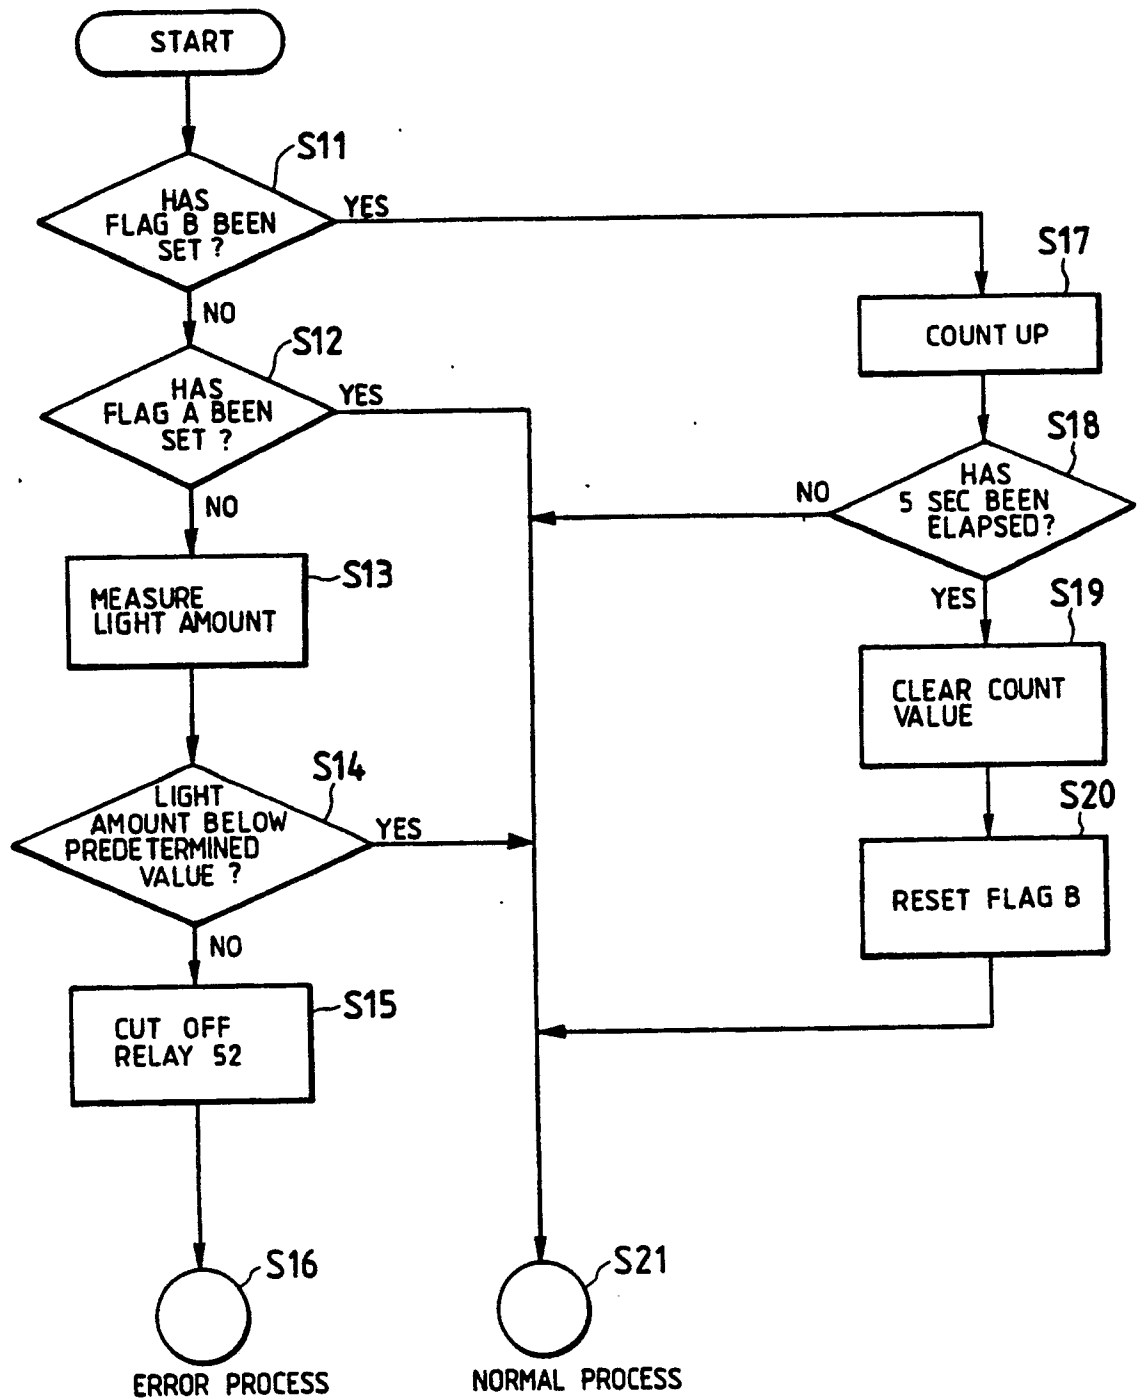 START
S11
HAS
FLAG B BEEN
SET ?
YES
NO
S12
HAS
FLAG A BEEN
SET ?
YES
NO
S13
MEASURE
LIGHT AMOUNT
S14
LIGHT
AMOUNT BELOW
PREDETERMINED
VALUE ?
YES
NO
S15
CUT OFF
RELAY 52
S16
ERROR PROCESS
S17
COUNT UP
S18
HAS
5 SEC BEEN
ELAPSED?
NO
YES
S19
CLEAR COUNT
VALUE
S20
RESET FLAG B
S21
NORMAL PROCESS